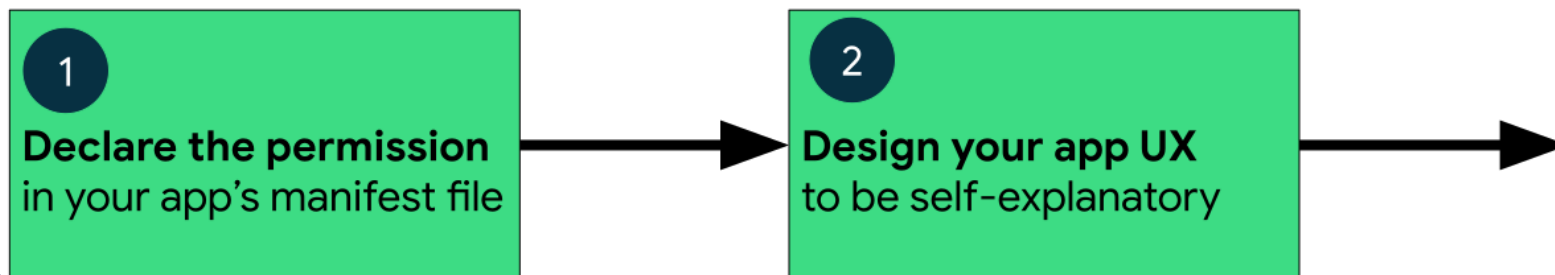 1
Declare the permission
in your app's manifest file
2
Design your app UX
to be self-explanatory